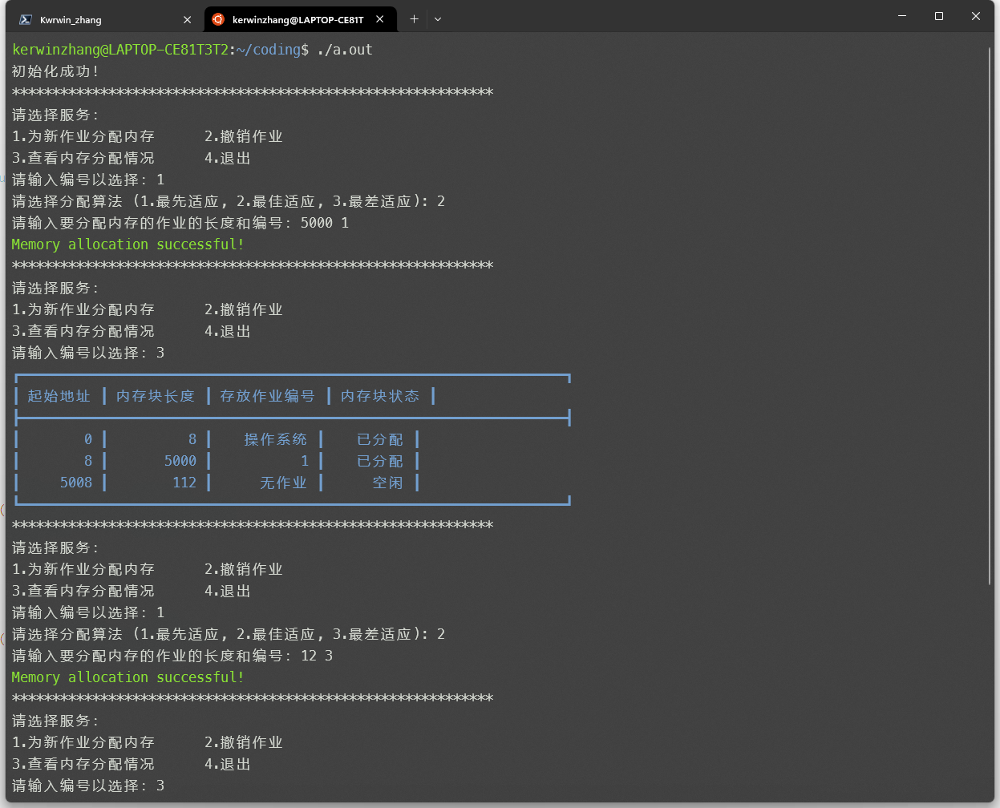 Kwrwin_zhang
kerwinzhang@LAPTOP-CE81T
kerwinzhang@LAPTOP-CE81T3T2:~/coding$ ./a.out
初始化成功!
************************************************************
请选择服务:
1.为新作业分配内存 2.撤销作业
3.查看内存分配情况 4.退出
请输入编号以选择: 1
请选择分配算法 (1.最先适应, 2.最佳适应, 3.最差适应): 2
请输入要分配内存的作业的长度和编号: 5000 1
Memory allocation successful!
************************************************************
请选择服务:
1.为新作业分配内存 2.撤销作业
3.查看内存分配情况 4.退出
请输入编号以选择: 3
起始地址 内存块长度 存放作业编号 内存块状态
0 8 操作系统 已分配
8 5000 1 已分配
5008 112 无作业 空闲
************************************************************
请选择服务:
1.为新作业分配内存 2.撤销作业
3.查看内存分配情况 4.退出
请输入编号以选择: 1
请选择分配算法 (1.最先适应, 2.最佳适应, 3.最差适应): 2
请输入要分配内存的作业的长度和编号: 12 3
Memory allocation successful!
************************************************************
请选择服务:
1.为新作业分配内存 2.撤销作业
3.查看内存分配情况 4.退出
请输入编号以选择: 3